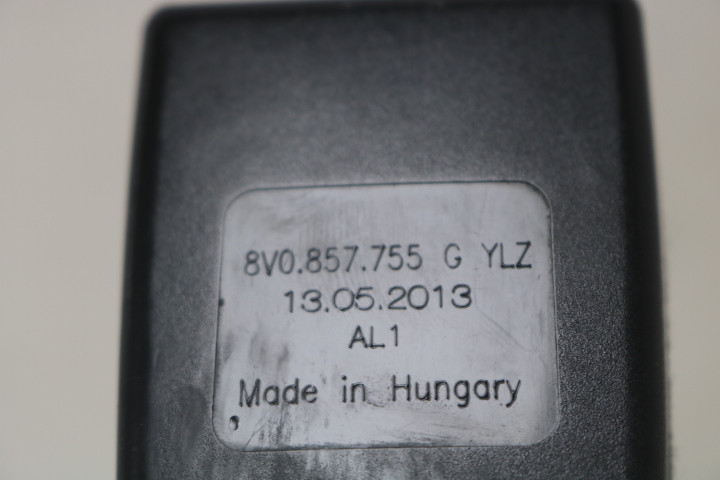 8V0.857.755 G YLZ
13.05.2013
AL1
Made in Hungary